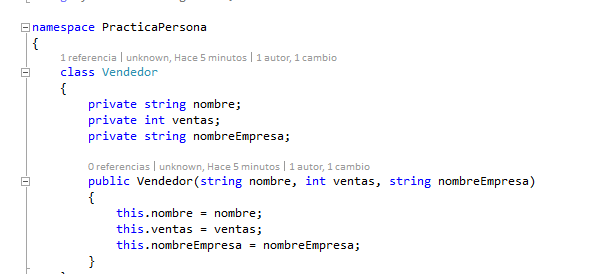 namespace PracticaPersona
{
1 referencia | unknown, Hace 5 minutos | 1 autor, 1 cambio
class Vendedor
{
private string nombre;
private int ventas;
private string nombreEmpresa;
0 referencias | unknown, Hace 5 minutos | 1 autor, 1 cambio
public Vendedor(string nombre, int ventas, string nombreEmpresa)
{
this.nombre = nombre;
this.ventas = ventas;
this.nombreEmpresa = nombreEmpresa;
}